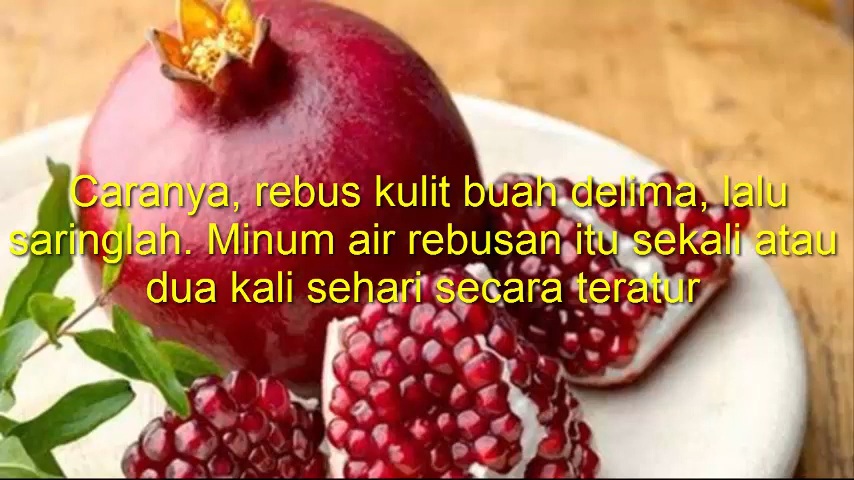 Caranya, rebus kulit buah delima, lalu
saringlah. Minum air rebusan itu sekali atau
dua kali sehari secara teratur